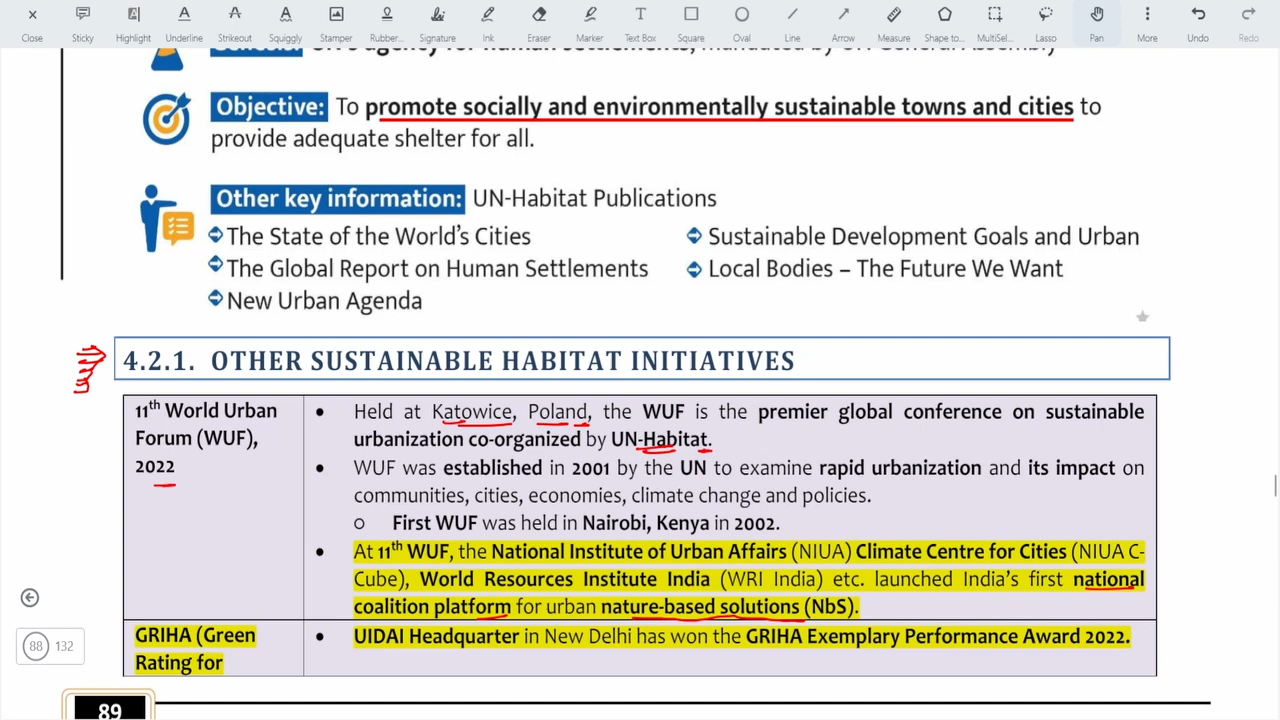 Close Sticky Highlight Underline Strikeout Squiggly Stamper Rubber... Signature Ink Eraser Marker Text Box Square Oval Line Arrow Measure Shape to... MultiSel... Lasso Pan More Undo Redo
UN's agency for human settlements, mandated by UN General Assembly
Objective: To promote socially and environmentally sustainable towns and cities to
provide adequate shelter for all.
Other key information: UN-Habitat Publications
The State of the World's Cities
The Global Report on Human Settlements
New Urban Agenda
Sustainable Development Goals and Urban
Local Bodies – The Future We Want
4.2.1. OTHER SUSTAINABLE HABITAT INITIATIVES
11th World Urban
Forum (WUF),
2022
• Held at Katowice, Poland, the WUF is the premier global conference on sustainable
urbanization co-organized by UN-Habitat.
• WUF was established in 2001 by the UN to examine rapid urbanization and its impact on
communities, cities, economies, climate change and policies.
o First WUF was held in Nairobi, Kenya in 2002.
• At 11th WUF, the National Institute of Urban Affairs (NIUA) Climate Centre for Cities (NIUA C-
Cube), World Resources Institute India (WRI India) etc. launched India's first national
coalition platform for urban nature-based solutions (NbS).
GRIHA (Green
Rating for
• UIDAI Headquarter in New Delhi has won the GRIHA Exemplary Performance Award 2022.
88 132
89